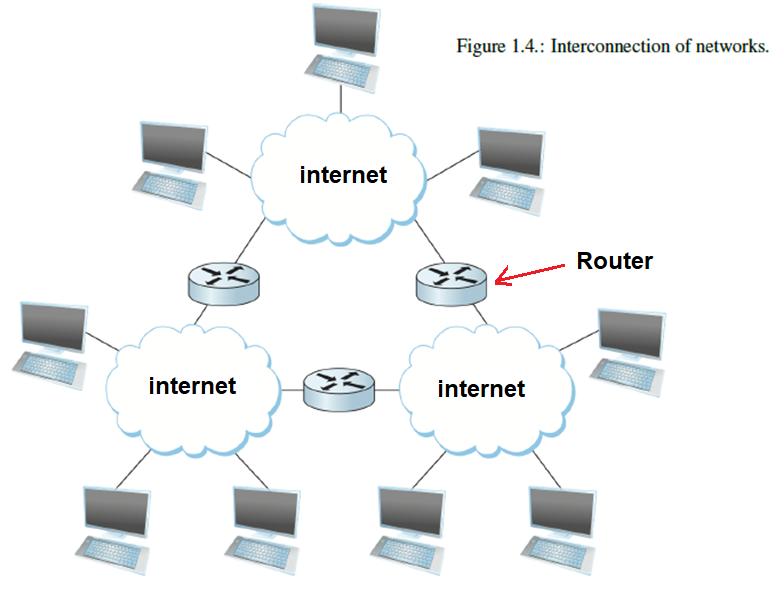 Figure 1.4.: Interconnection of networks.
internet
Router
internet
internet